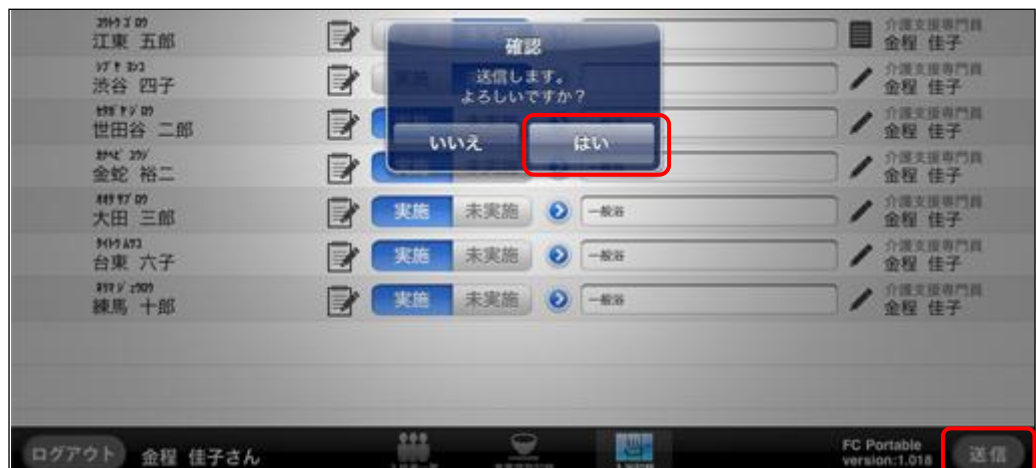 江東 五郎
介護支援専門員
金程 佳子
確認
送信します。
よろしいですか？
いいえ
はい
渋谷 四子
介護支援専門員
金程 佳子
世田谷 二郎
介護支援専門員
金程 佳子
金蛇 裕二
介護支援専門員
金程 佳子
大田 三郎
実施 未実施 一般浴
介護支援専門員
金程 佳子
台東 六子
実施 未実施 一般浴
介護支援専門員
金程 佳子
練馬 十郎
実施 未実施 一般浴
介護支援専門員
金程 佳子
ログアウト 金程 佳子さん
FC Portable
version:1.018
送信